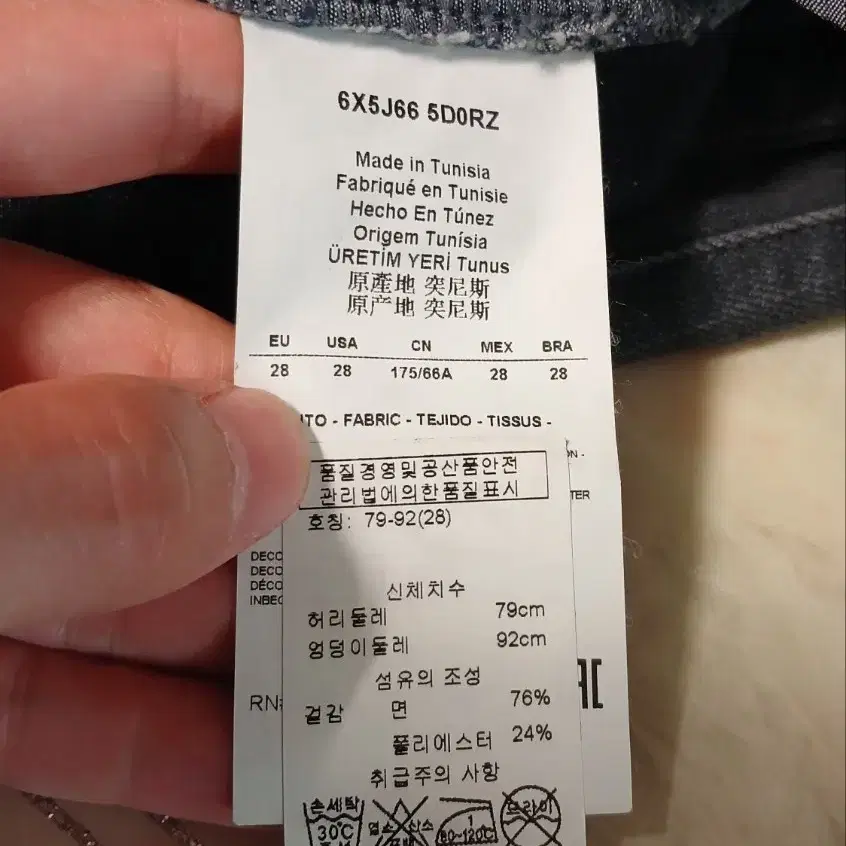 6X5J66 5D0RZ
Made in Tunisia
Fabriqué en Tunisie
Hecho En Túnez
Origem Tunísia
ÜRETİM YERİ Tunus
原產地 突尼斯
原产地 突尼斯
EU USA CN MEX BRA
28 28 175/66A 28 28
- FABRIC - TEJIDO - TISSUS -
품질경영및공산품안전
관리법에의한품질표시
호칭: 79-92(28)
신체치수
허리둘레 79cm
엉덩이둘레 92cm
섬유의 조성
겉감 면 76%
폴리에스터 24%
취급주의 사항
손세탁
30℃
드라이
80~120℃